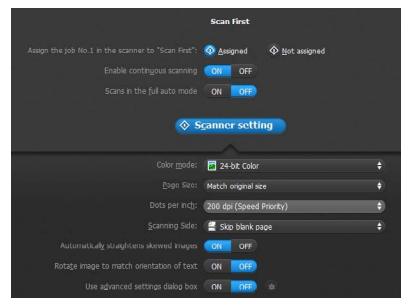 Scan First
Assign the job No.1 in the scanner to "Scan First": Assigned Not assigned
Enable continuous scanning ON OFF
Scans in the full auto mode ON OFF
Scanner setting
Color mode: 24-bit Color
Page Size: Match original size
Dots per inch: 200 dpi (Speed Priority)
Scanning Side: Skip blank page
Automatically straightens skewed images ON OFF
Rotate image to match orientation of text ON OFF
Use advanced settings dialog box ON OFF